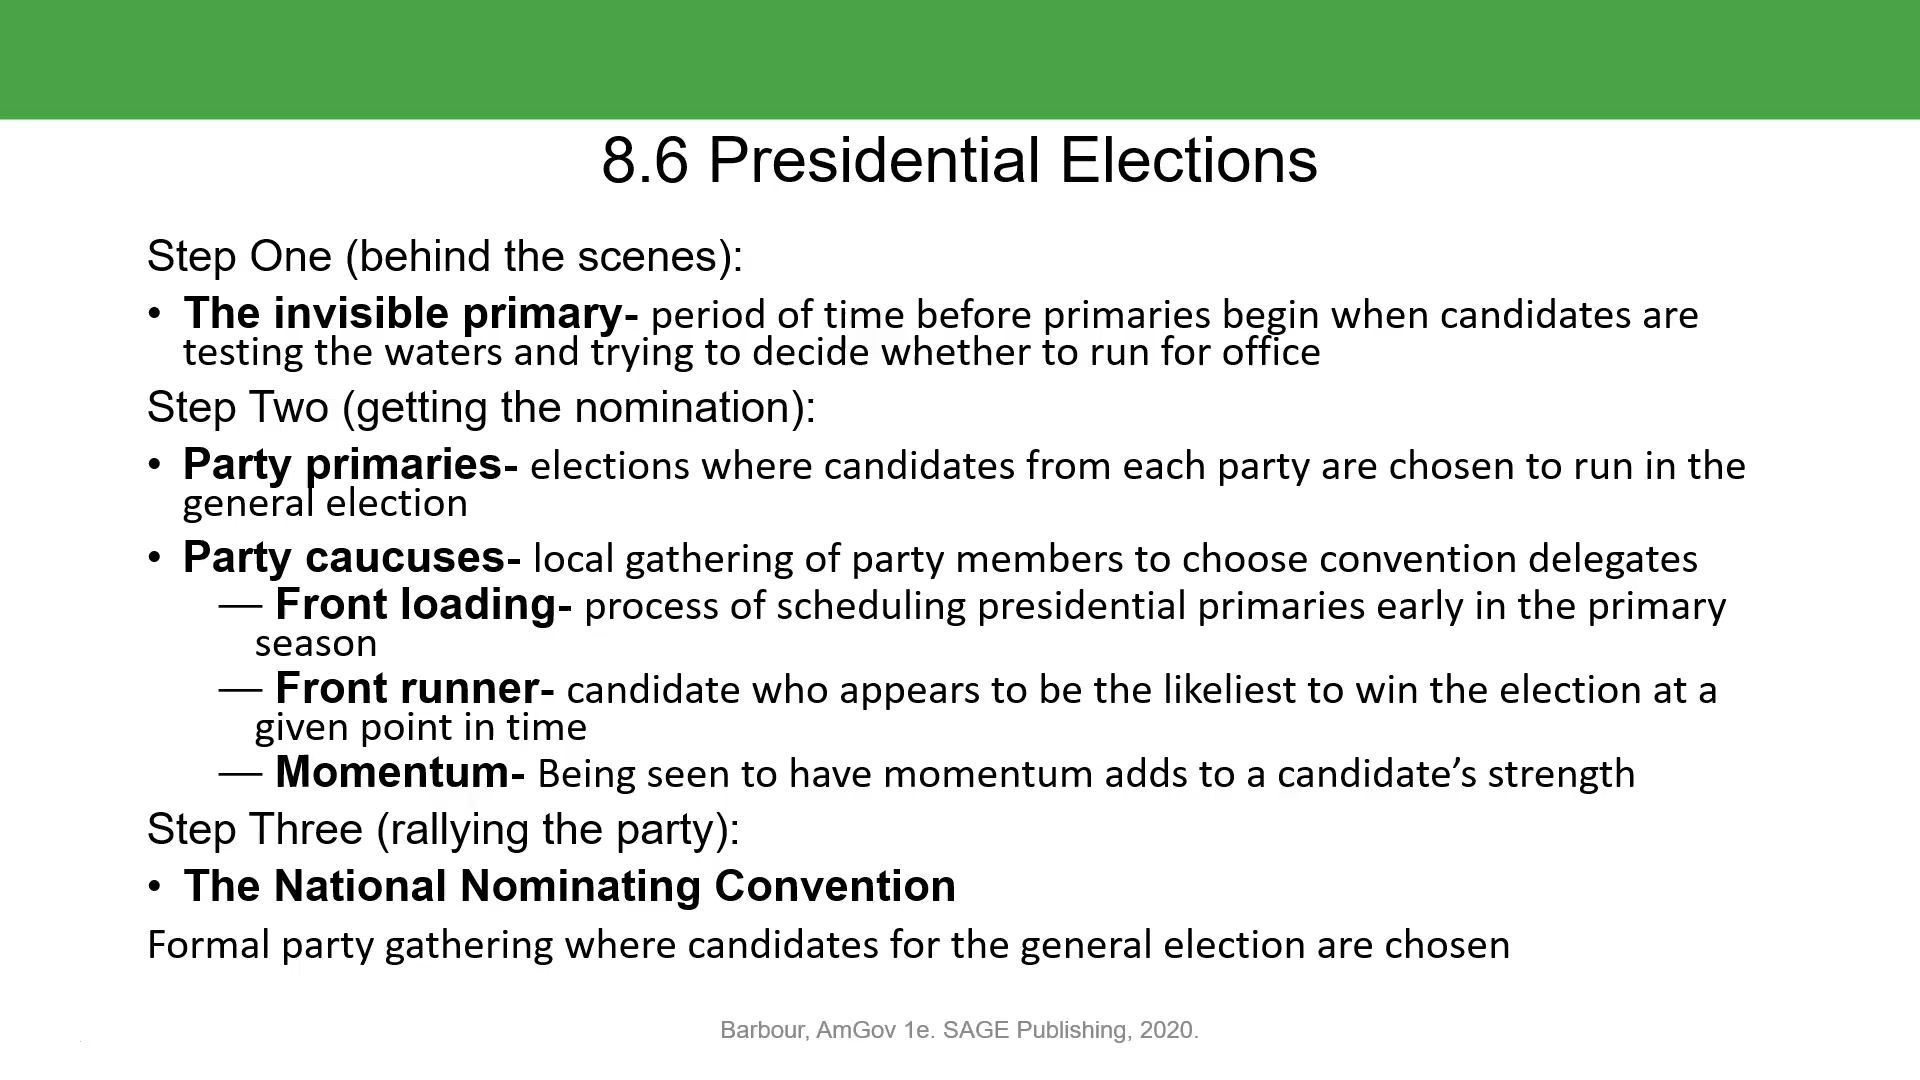 8.6 Presidential Elections
Step One (behind the scenes):
• The invisible primary- period of time before primaries begin when candidates are
testing the waters and trying to decide whether to run for office
Step Two (getting the nomination):
• Party primaries- elections where candidates from each party are chosen to run in the
general election
• Party caucuses- local gathering of party members to choose convention delegates
— Front loading- process of scheduling presidential primaries early in the primary
season
— Front runner- candidate who appears to be the likeliest to win the election at a
given point in time
— Momentum- Being seen to have momentum adds to a candidate’s strength
Step Three (rallying the party):
• The National Nominating Convention
Formal party gathering where candidates for the general election are chosen
Barbour, AmGov 1e. SAGE Publishing, 2020.